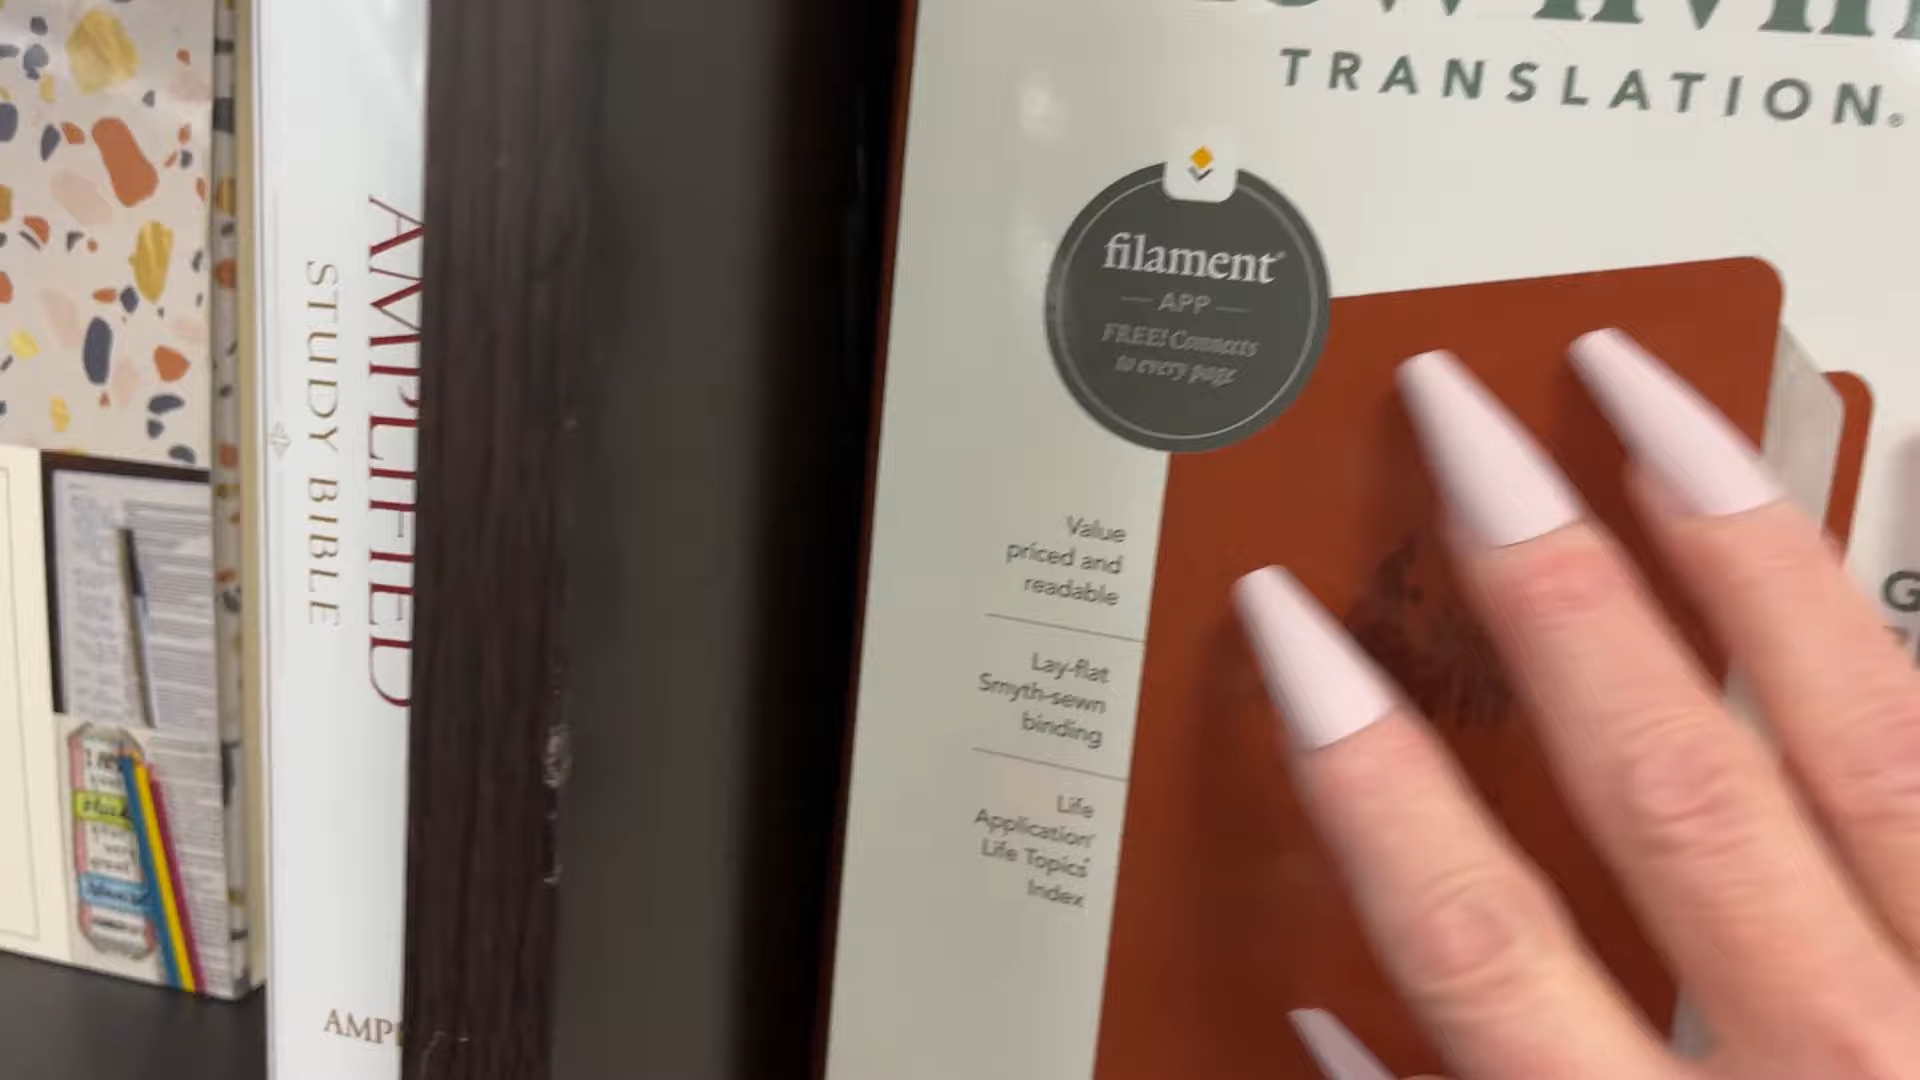 AMPLIFIED
STUDY BIBLE
TRANSLATION®
filament®
APP
FREE! Connects
to every page
Value
priced and
readable
Lay-flat
Smyth-sewn
binding
Life
Application®
Life Topics®
Index